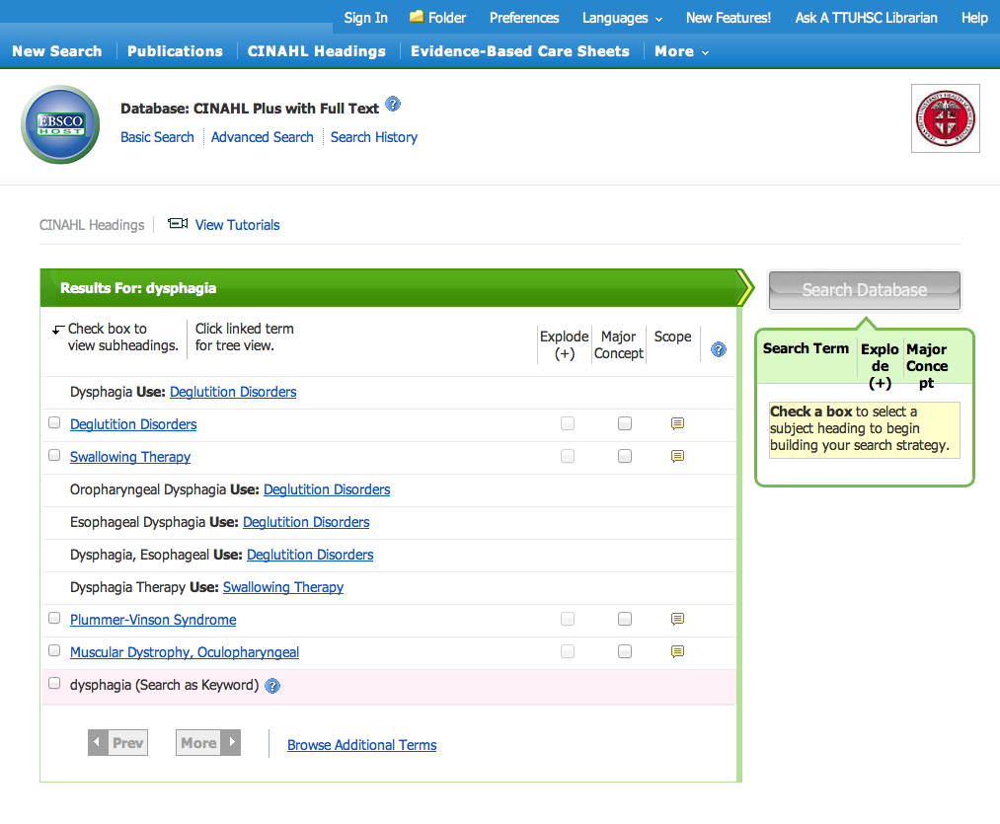 Sign In Folder Preferences Languages New Features! Ask A TTUHSC Librarian Help
New Search Publications CINAHL Headings Evidence-Based Care Sheets More
EBSCO
HOST
Database: CINAHL Plus with Full Text ?
Basic Search Advanced Search Search History
CINAHL Headings View Tutorials
Results For: dysphagia
Check box to
view subheadings.
Click linked term
for tree view.
Explode
(+)
Major
Concept
Scope
?
Dysphagia Use: Deglutition Disorders
Deglutition Disorders
Swallowing Therapy
Oropharyngeal Dysphagia Use: Deglutition Disorders
Esophageal Dysphagia Use: Deglutition Disorders
Dysphagia, Esophageal Use: Deglutition Disorders
Dysphagia Therapy Use: Swallowing Therapy
Plummer-Vinson Syndrome
Muscular Dystrophy, Oculopharyngeal
dysphagia (Search as Keyword) ?
Prev More Browse Additional Terms
Search Database
Search Term
Explo
de
(+)
Major
Conce
pt
Check a box to select a
subject heading to begin
building your search strategy.